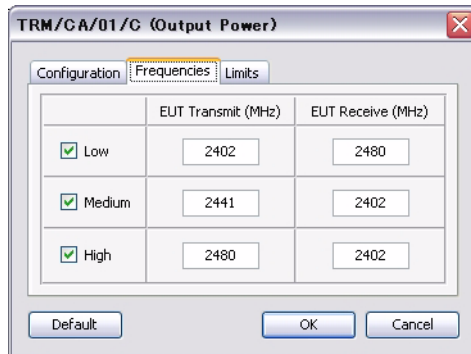 TRM/CA/01/C (Output Power)
Configuration Frequencies Limits
EUT Transmit (MHz) EUT Receive (MHz)
Low 2402 2480
Medium 2441 2402
High 2480 2402
Default OK Cancel